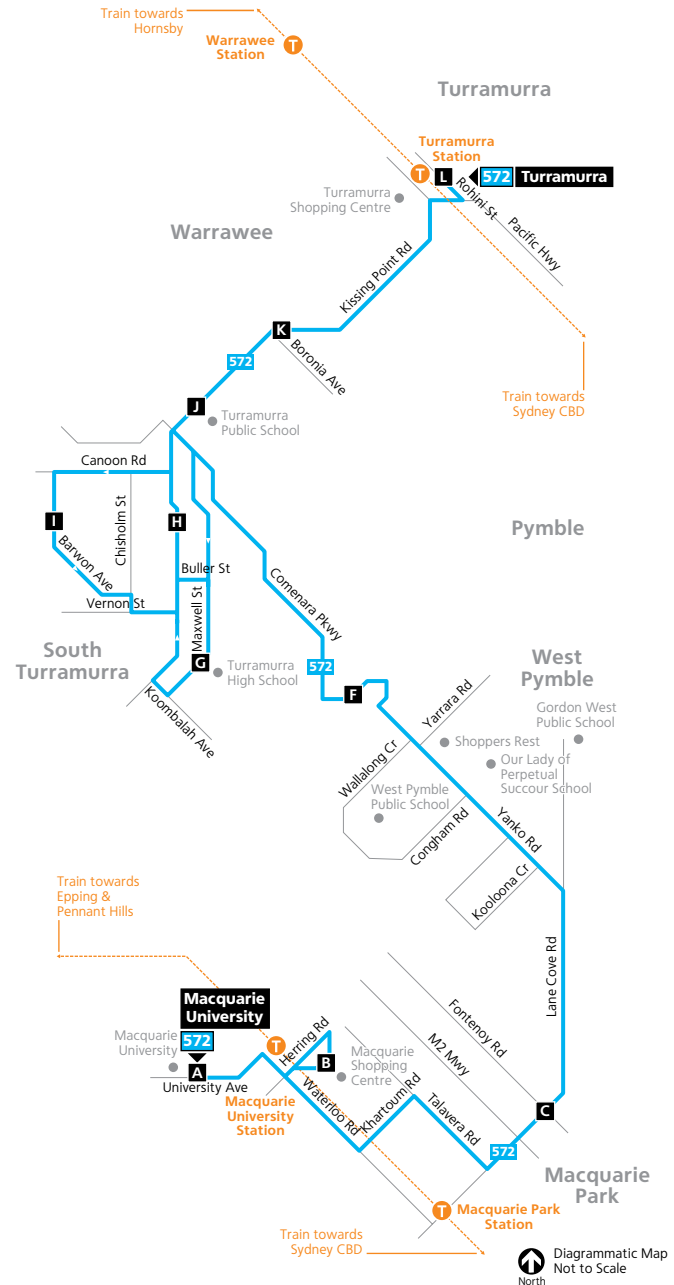 Train towards
Hornsby
Warrawee
Station
T
Turramurra
Turramurra
Station
T
L
572
Turramurra
Rohini St
Turramurra
Shopping Centre
Pacific Hwy
Warrawee
Kissing Point Rd
K
Boronia Ave
572
Train towards
Sydney CBD
J
Turramurra
Public School
Canoon Rd
Chisholm St
I
H
Pymble
Barwon Ave
Buller St
Comenara Pkwy
Vernon St
Maxwell St
South
Turramurra
G
Turramurra
High School
572
F
Koombalah Ave
West
Pymble
Yarrara Rd
Gordon West
Public School
Shoppers Rest
Wallalong Cr
Our Lady of
Perpetual
Succour School
West Pymble
Public School
Congham Rd
Yanko Rd
Kooloona Cr
Train towards
Epping &
Pennant Hills
Lane Cove Rd
Macquarie
University
572
Macquarie
University
A
University Ave
T
Herring Rd
B
Macquarie
Shopping
Centre
Fontenoy Rd
M2 Mwy
Macquarie
University
Station
Waterloo Rd
Khartoum Rd
Talavera Rd
C
572
Macquarie
Park
T
Macquarie Park
Station
Train towards
Sydney CBD
North
Diagrammatic Map
Not to Scale